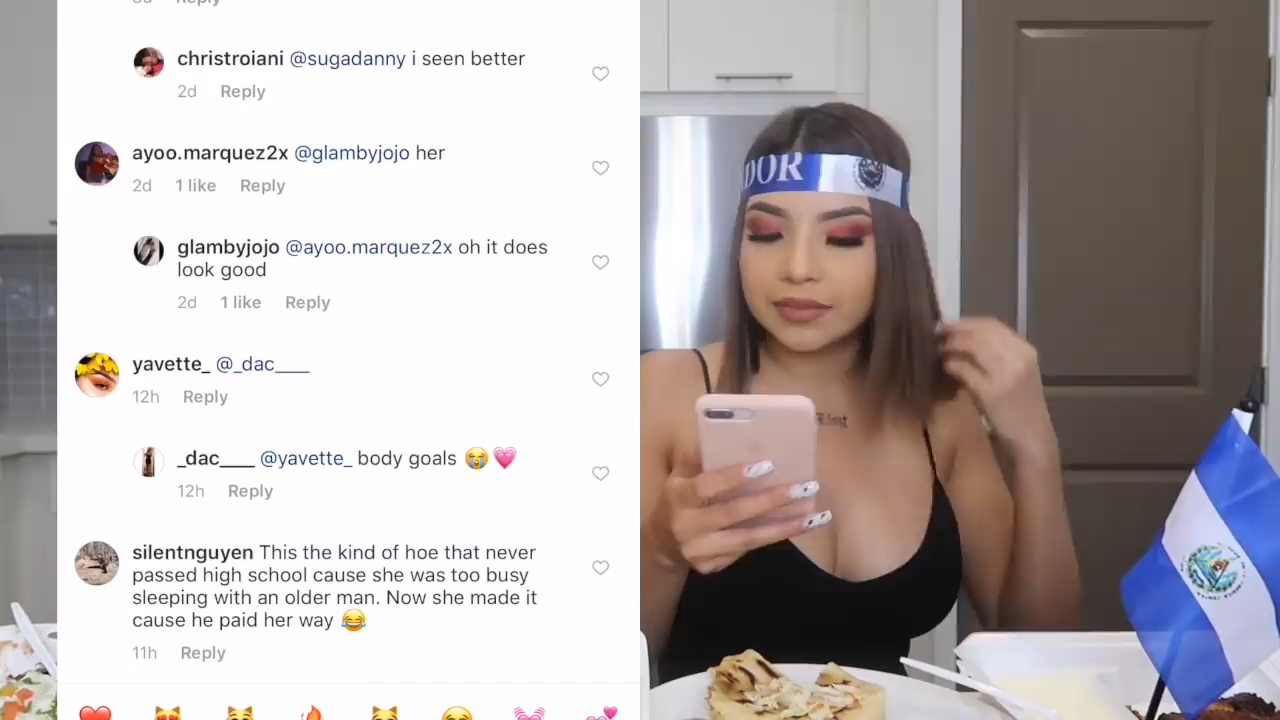 christroiani @sugadanny i seen better
2d Reply
ayoo.marquez2x @glambyjojo her
2d 1 like Reply
glambyjojo @ayoo.marquez2x oh it does
look good
2d 1 like Reply
yavette_ @_dac____
12h Reply
_dac____ @yavette_ body goals 😭💗
12h Reply
silentnguyen This the kind of hoe that never
passed high school cause she was too busy
sleeping with an older man. Now she made it
cause he paid her way 😂
11h Reply
DOR